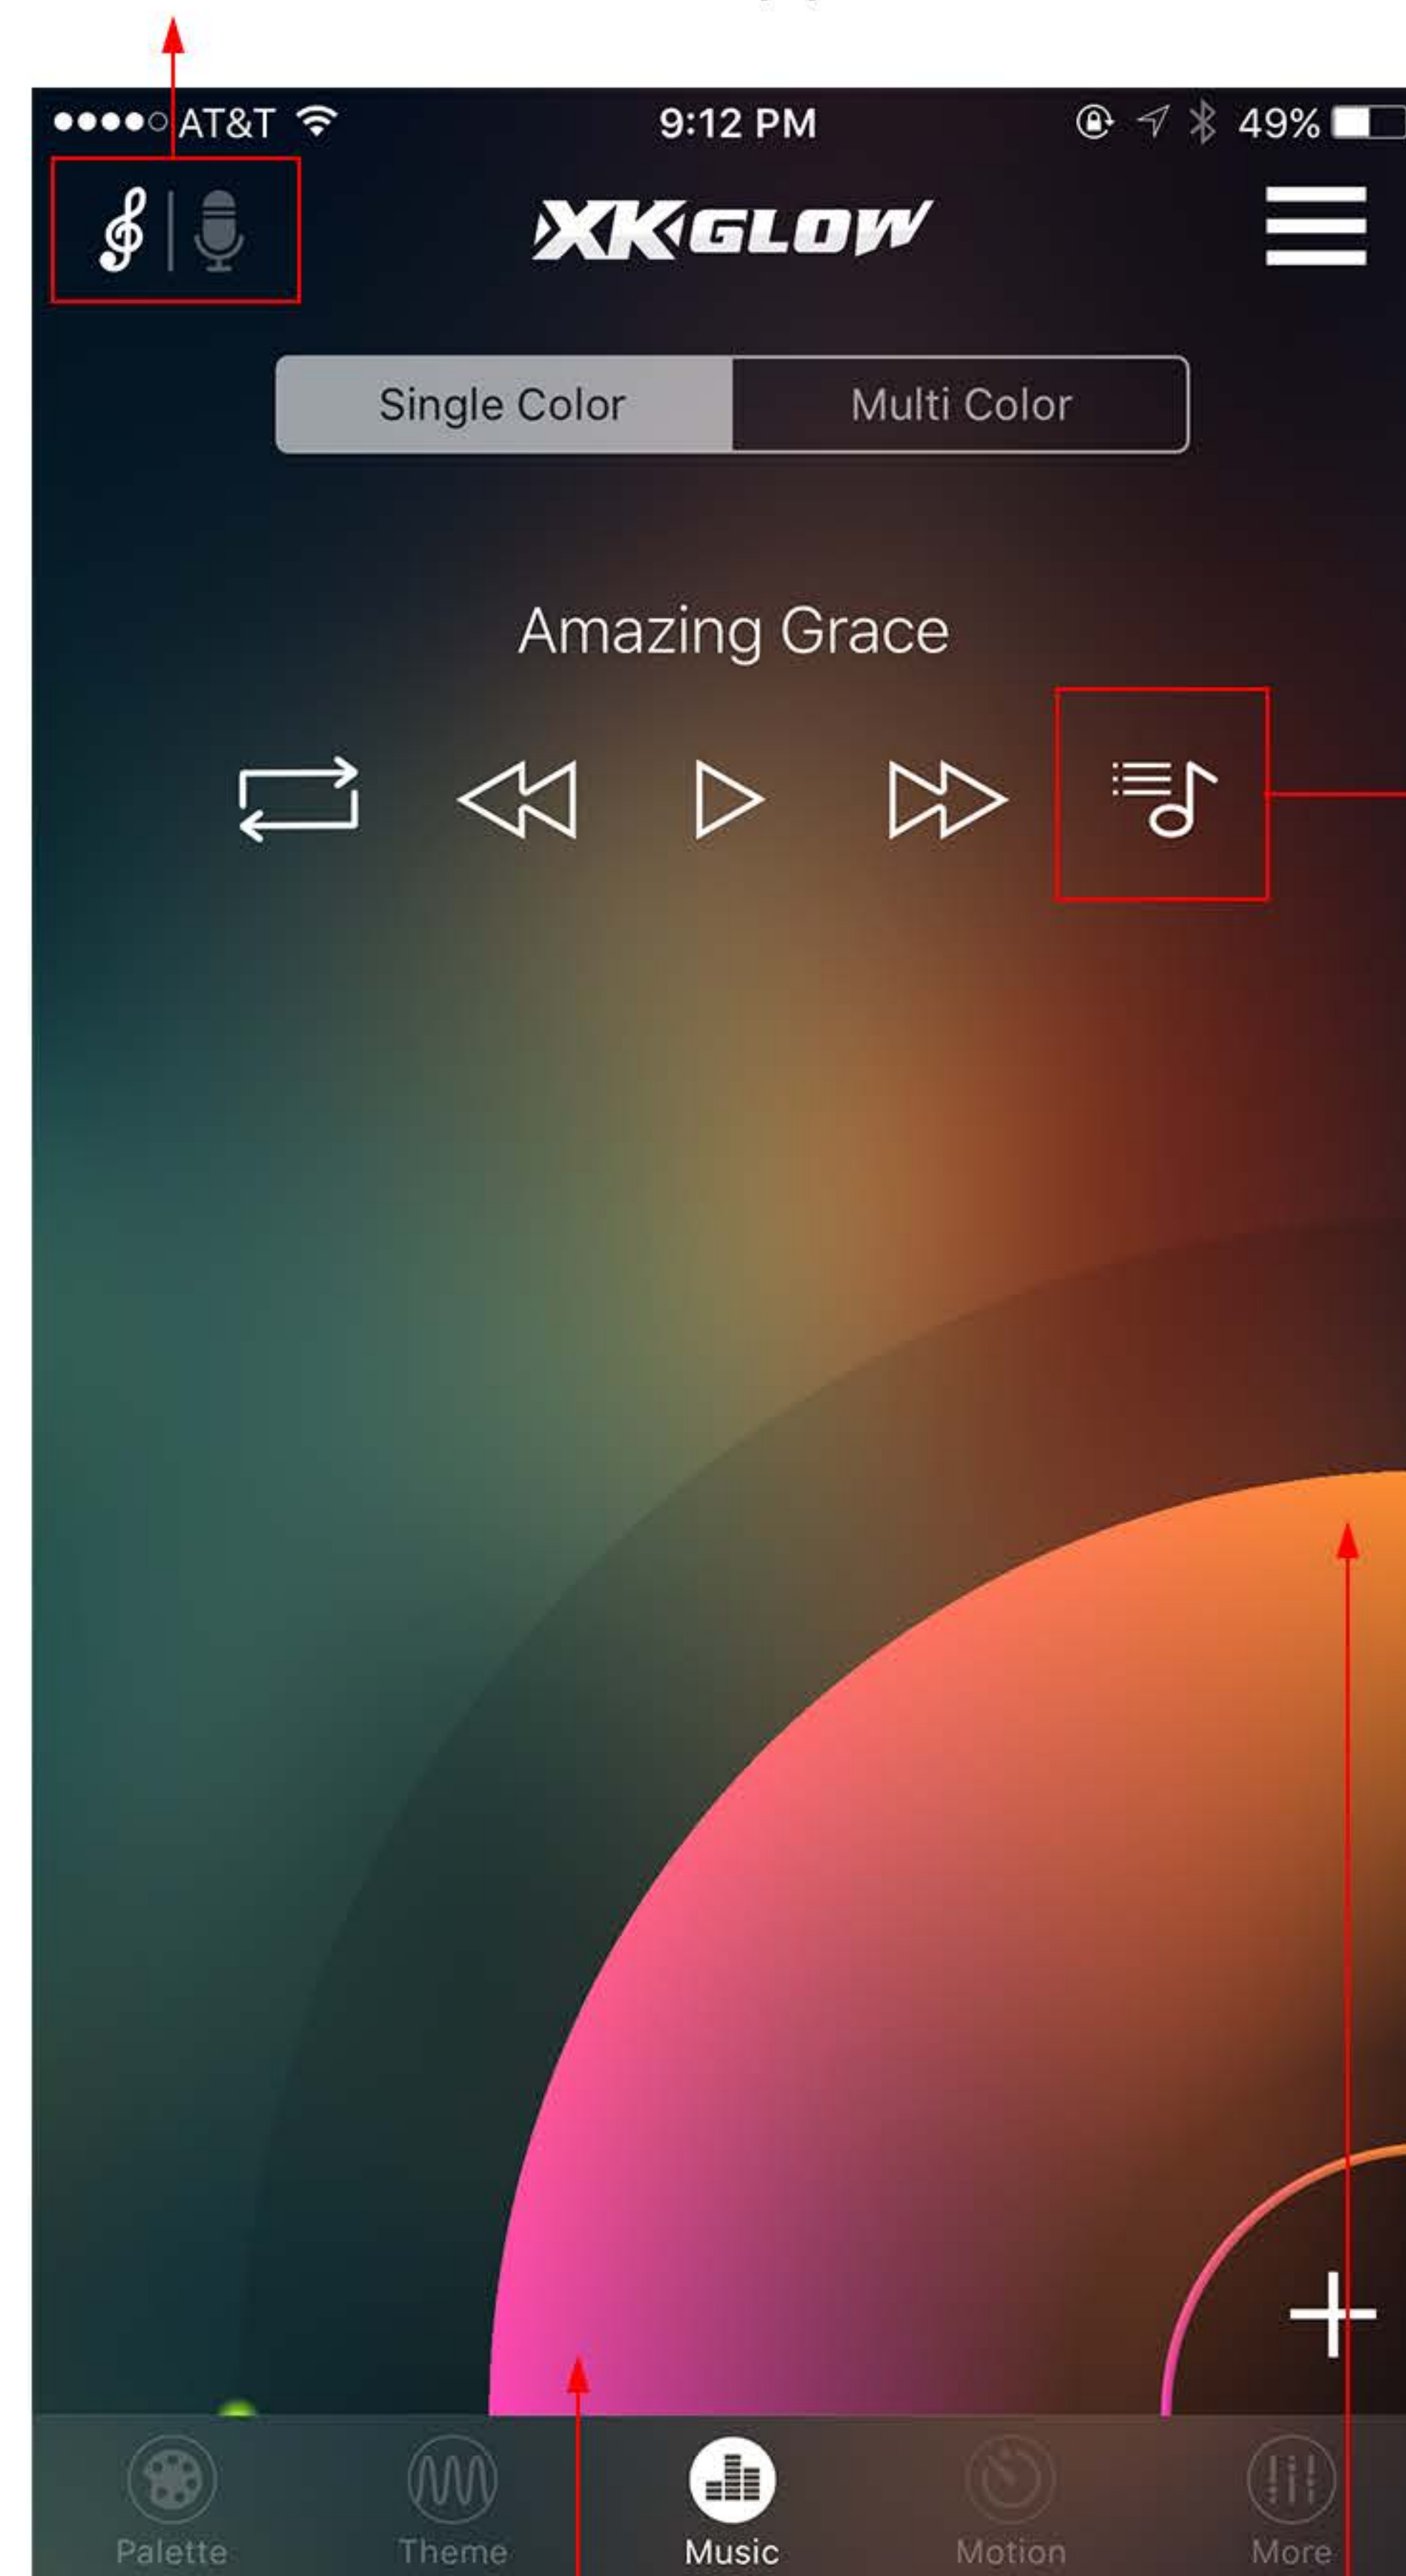 AT&T 9:12 PM 49%
XKGLOW
Single Color Multi Color
Amazing Grace
Palette Theme Music Motion More